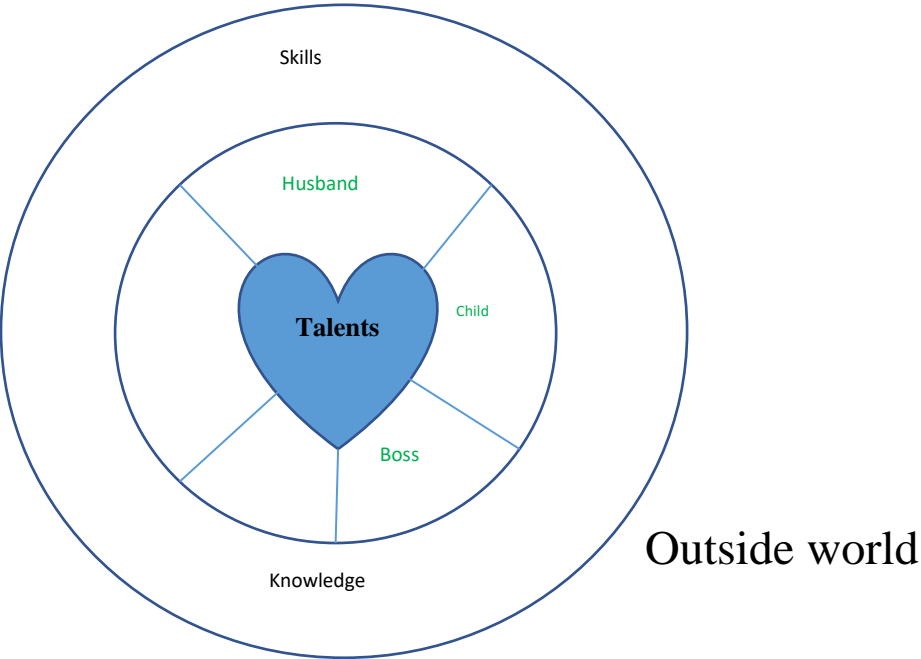 Skills
Husband
Child
Talents
Boss
Outside world
Knowledge